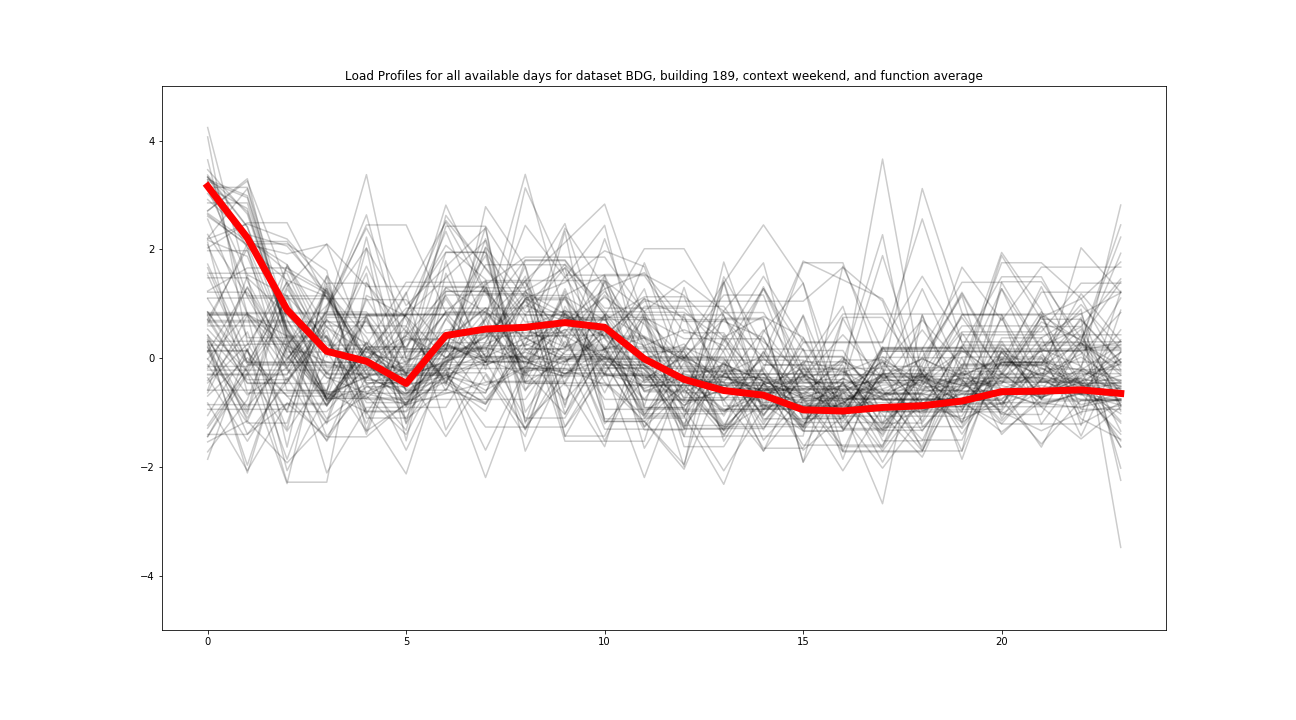 Load Profiles for all available days for dataset BDG, building 189, context weekend, and function average
4
2
0
−2
−4
0 5 10 15 20